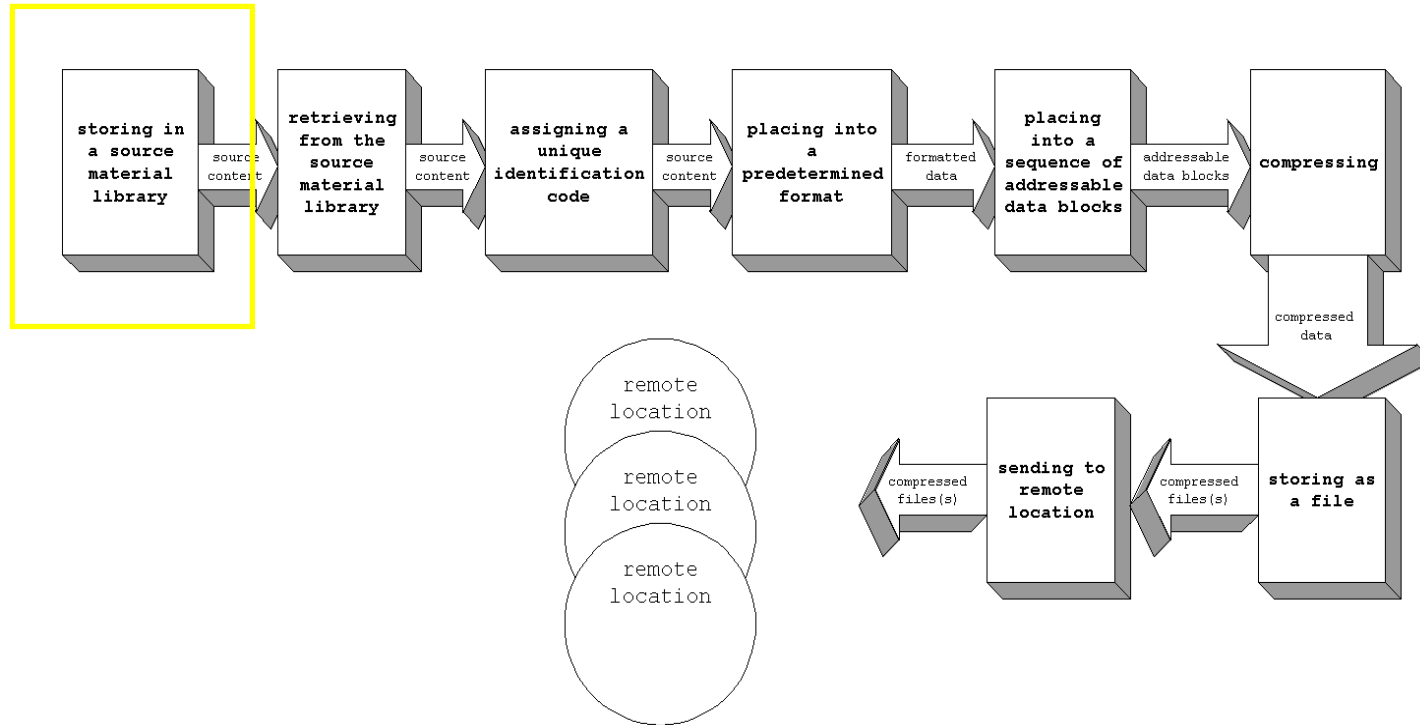 storing in
a source
material
library
source
content
retrieving
from the
source
material
library
source
content
assigning a
unique
identification
code
source
content
placing into
a
predetermined
format
formatted
data
placing
into a
sequence of
addressable
data blocks
addressable
data blocks
compressing
compressed
data
storing as
a file
compressed
files(s)
sending to
remote
location
compressed
files(s)
remote
location
remote
location
remote
location